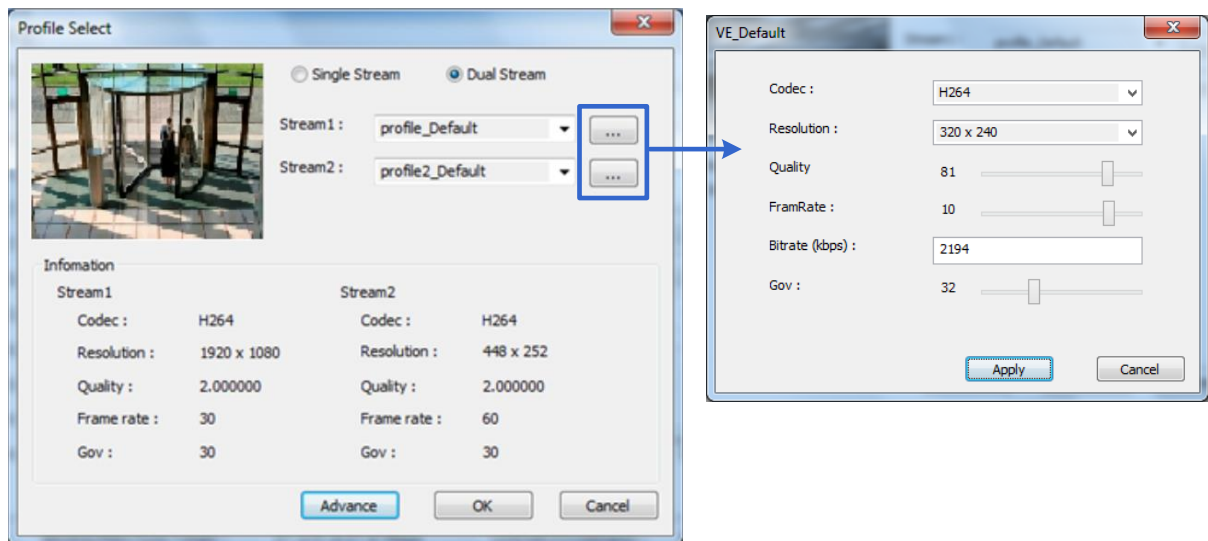 Profile Select
Single Stream Dual Stream
Stream1 : profile_Default ...
Stream2 : profile2_Default ...
Infomation
Stream1 Stream2
Codec : H264 Codec : H264
Resolution : 1920 x 1080 Resolution : 448 x 252
Quality : 2.000000 Quality : 2.000000
Frame rate : 30 Frame rate : 60
Gov : 30 Gov : 30
Advance OK Cancel
VE_Default
Codec : H264
Resolution : 320 x 240
Quality 81
FramRate : 10
Bitrate (kbps) : 2194
Gov : 32
Apply Cancel